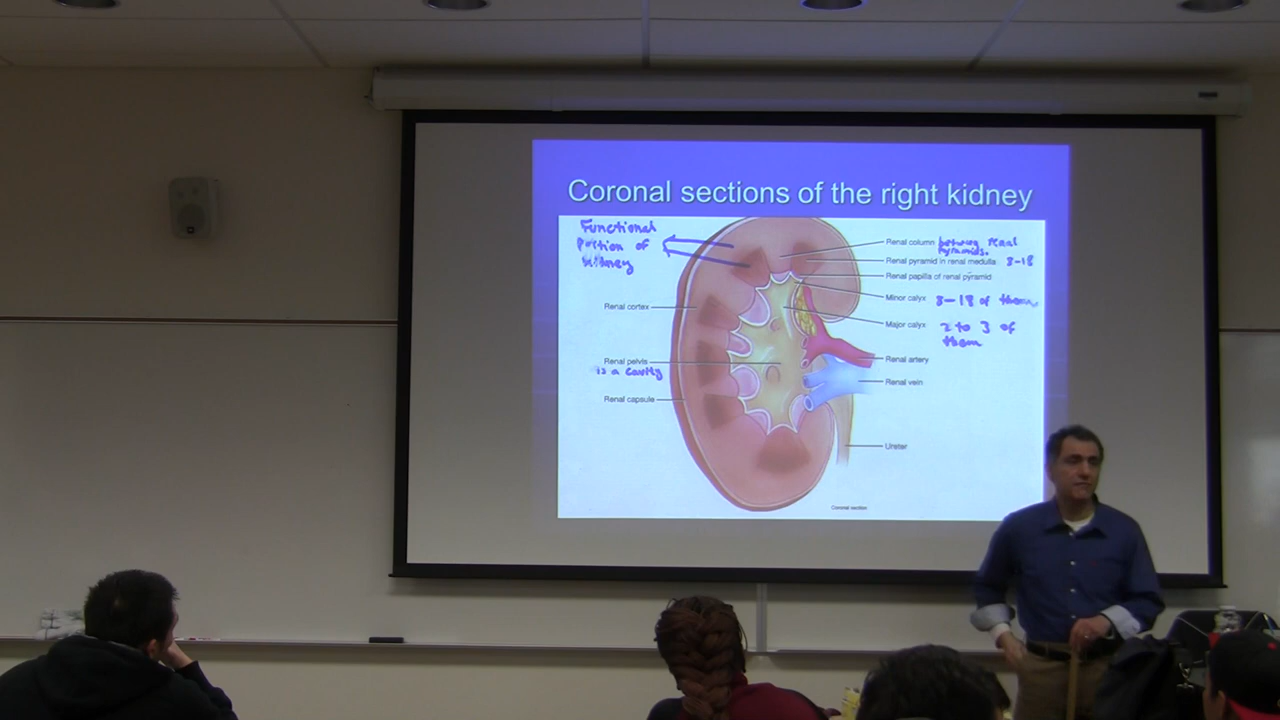 Coronal sections of the right kidney
Functional
Portion of
kidney
Renal cortex
Renal pelvis
is a cavity
Renal capsule
Renal column between renal
Pyramids.
Renal pyramid in renal medulla 8-18
Renal papilla of renal pyramid
Minor calyx 8-18 of them
Major calyx 2 to 3 of
them
Renal artery
Renal vein
Ureter
Coronal section